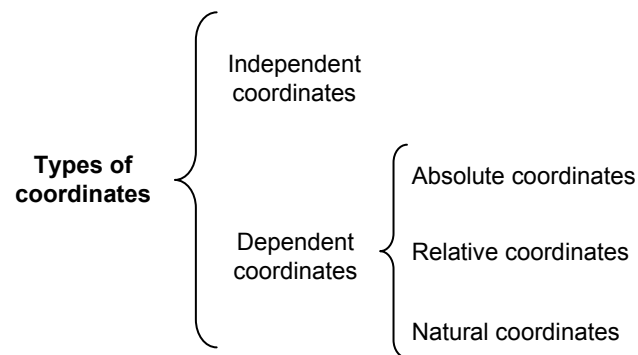 Types of
coordinates
Independent
coordinates
Dependent
coordinates
Absolute coordinates
Relative coordinates
Natural coordinates